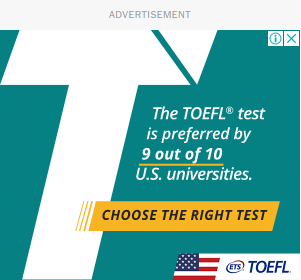 ADVERTISEMENT
The TOEFL® test
is preferred by
9 out of 10
U.S. universities.
CHOOSE THE RIGHT TEST
ETS TOEFL